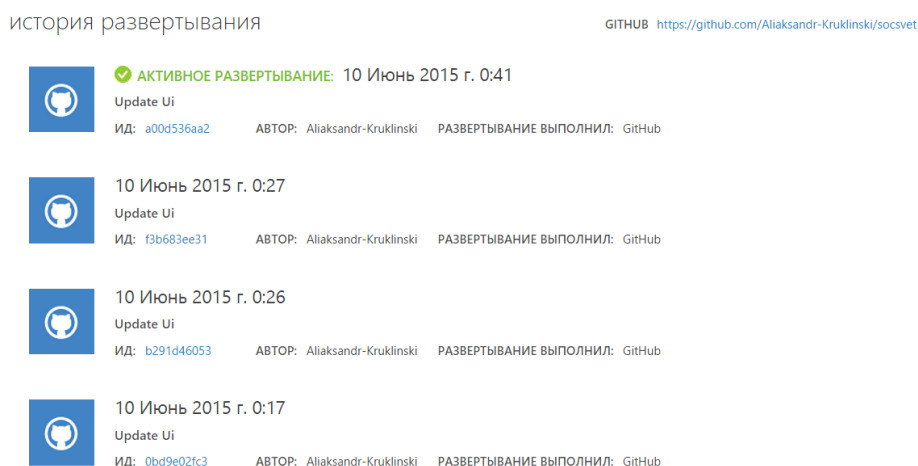 история развертывания GITHUB https://github.com/Aliaksandr-Kruklinski/socsvet
АКТИВНОЕ РАЗВЕРТЫВАНИЕ: 10 Июнь 2015 г. 0:41
Update Ui
ИД: a00d536aa2 АВТОР: Aliaksandr-Kruklinski РАЗВЕРТЫВАНИЕ ВЫПОЛНИЛ: GitHub
10 Июнь 2015 г. 0:27
Update Ui
ИД: f3b683ee31 АВТОР: Aliaksandr-Kruklinski РАЗВЕРТЫВАНИЕ ВЫПОЛНИЛ: GitHub
10 Июнь 2015 г. 0:26
Update Ui
ИД: b291d46053 АВТОР: Aliaksandr-Kruklinski РАЗВЕРТЫВАНИЕ ВЫПОЛНИЛ: GitHub
10 Июнь 2015 г. 0:17
Update Ui
ИД: 0bd9e02fc3 АВТОР: Aliaksandr-Kruklinski РАЗВЕРТЫВАНИЕ ВЫПОЛНИЛ: GitHub